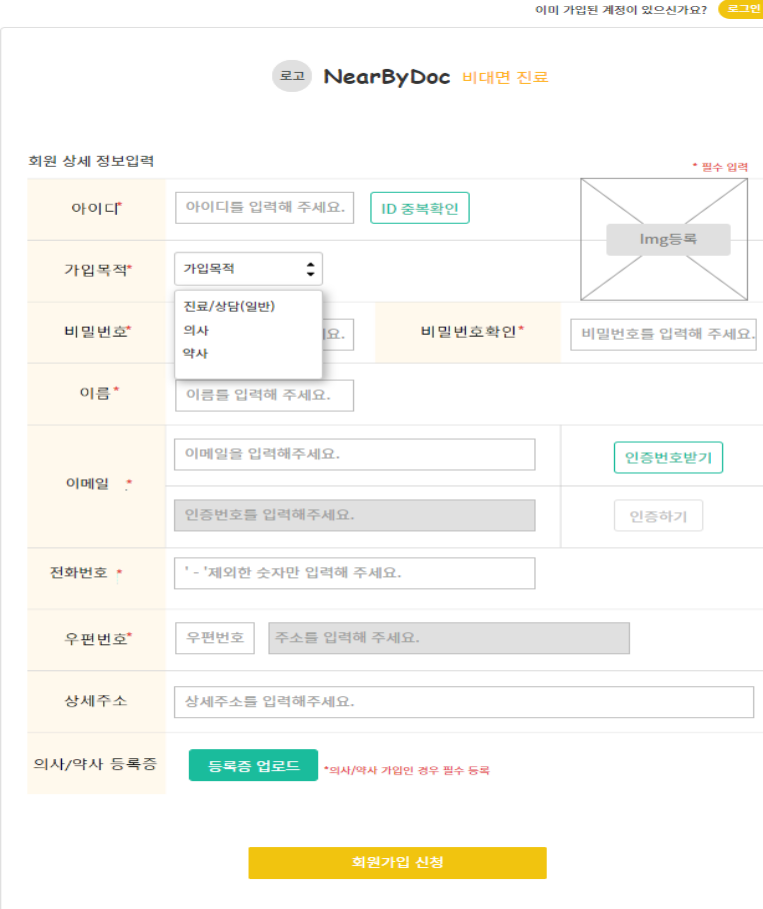 이미 가입된 계정이 있으신가요? 로그인
로고 NearByDoc 비대면 진료
회원 상세 정보입력
* 필수 입력
아이디* 아이디를 입력해 주세요. ID 중복확인
Img등록
가입목적* 가입목적
진료/상담(일반)
의사
약사
비밀번호* 요. 비밀번호확인* 비밀번호를 입력해 주세요.
이름* 이름를 입력해 주세요.
이메일 * 이메일을 입력해주세요. 인증번호받기
인증번호를 입력해주세요. 인증하기
전화번호 * ' - '제외한 숫자만 입력해 주세요.
우편번호* 우편번호 주소를 입력해 주세요.
상세주소 상세주소를 입력해주세요.
의사/약사 등록증 등록증 업로드 *의사/약사 가입인 경우 필수 등록
회원가입 신청